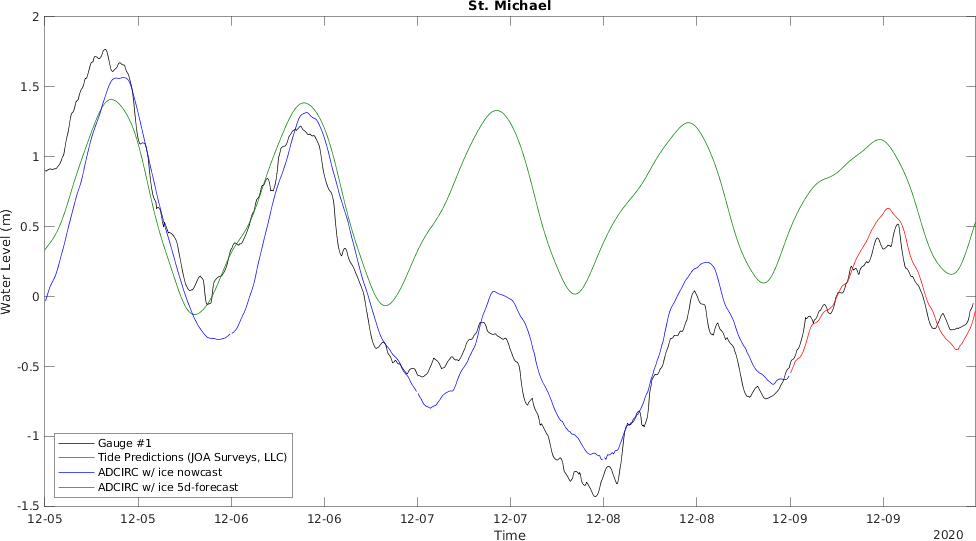 St. Michael
Water Level (m)
2
1.5
1
0.5
0
-0.5
-1
-1.5
Gauge #1
Tide Predictions (JOA Surveys, LLC)
ADCIRC w/ ice nowcast
ADCIRC w/ ice 5d-forecast
12-05 12-05 12-06 12-06 12-07 12-07 12-08 12-08 12-09 12-09
Time
2020